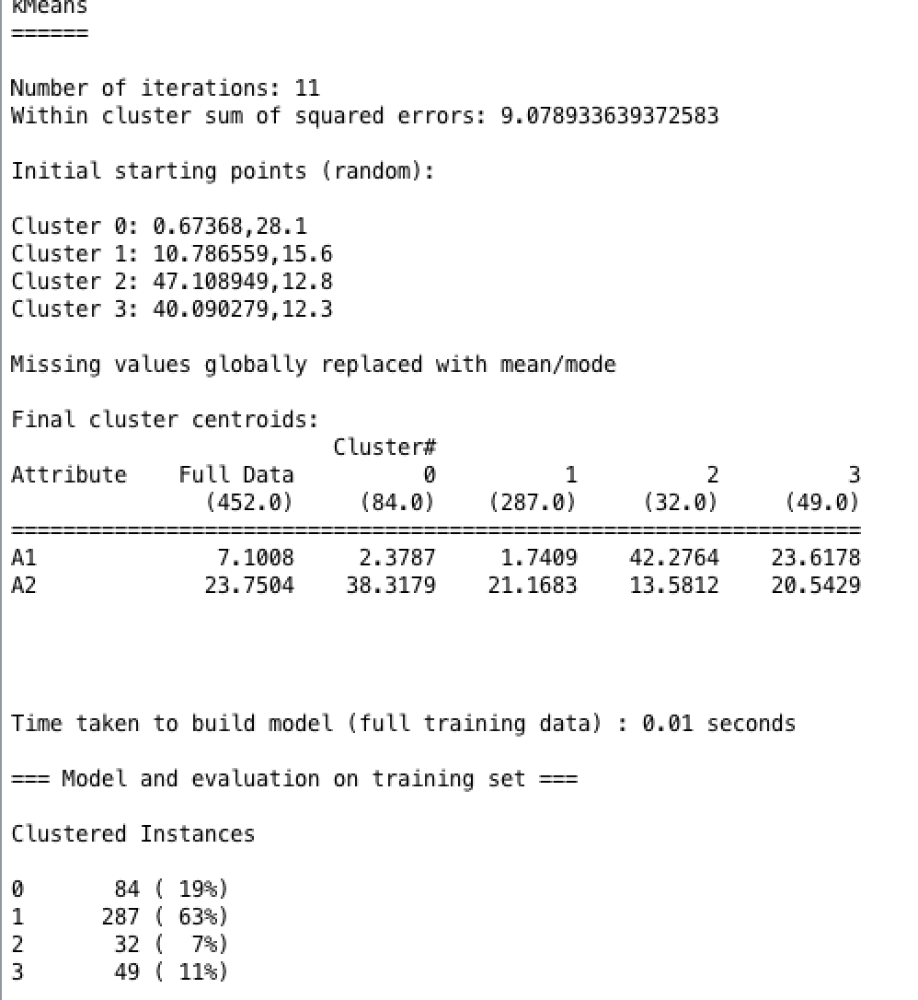 kMeans
======
Number of iterations: 11
Within cluster sum of squared errors: 9.078933639372583
Initial starting points (random):
Cluster 0: 0.67368,28.1
Cluster 1: 10.786559,15.6
Cluster 2: 47.108949,12.8
Cluster 3: 40.090279,12.3
Missing values globally replaced with mean/mode
Final cluster centroids:
                         Cluster#
Attribute    Full Data          0          1          2          3
               (452.0)     (84.0)    (287.0)     (32.0)     (49.0)
==================================================================
A1              7.1008     2.3787     1.7409    42.2764    23.6178
A2             23.7504    38.3179    21.1683    13.5812    20.5429
Time taken to build model (full training data) : 0.01 seconds
=== Model and evaluation on training set ===
Clustered Instances
0       84 ( 19%)
1      287 ( 63%)
2       32 (  7%)
3       49 ( 11%)